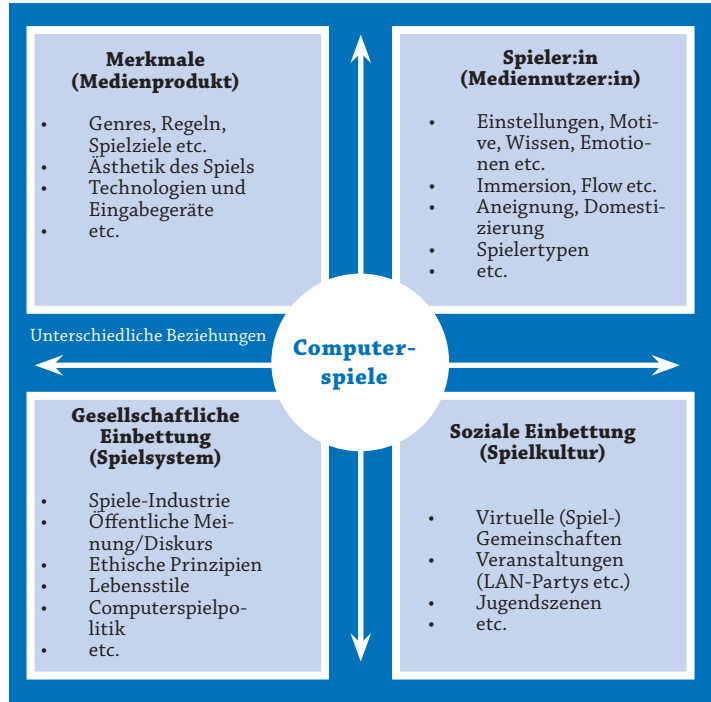 Merkmale
(Medienprodukt)
• Genres, Regeln,
Spielziele etc.
• Ästhetik des Spiels
• Technologien und
Eingabegeräte
• etc.
Spieler:in
(Mediennutzer:in)
• Einstellungen, Moti-
ve, Wissen, Emotio-
nen etc.
• Immersion, Flow etc.
• Aneignung, Domesti-
zierung
• Spielertypen
• etc.
Unterschiedliche Beziehungen
Computer-
spiele
Gesellschaftliche
Einbettung
(Spielsystem)
• Spiele-Industrie
• Öffentliche Mei-
nung/Diskurs
• Ethische Prinzipien
• Lebensstile
• Computerspielpo-
litik
• etc.
Soziale Einbettung
(Spielkultur)
• Virtuelle (Spiel-)
Gemeinschaften
• Veranstaltungen
(LAN-Partys etc.)
• Jugendszenen
• etc.